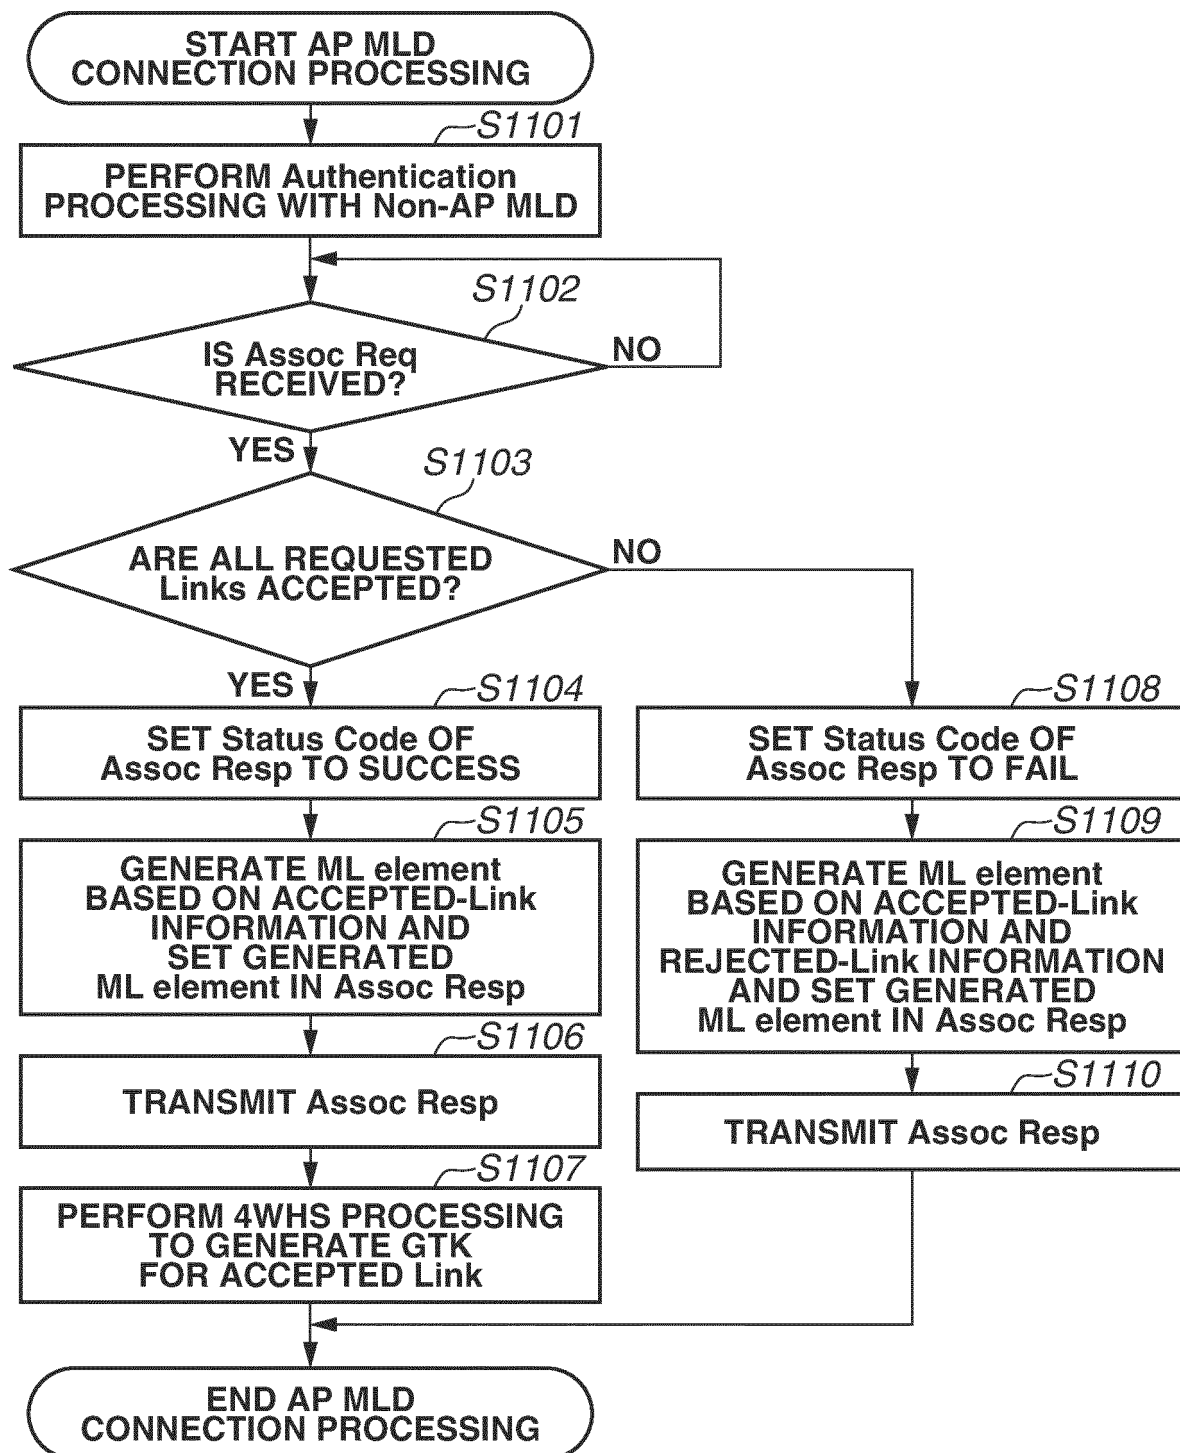 START AP MLD
CONNECTION PROCESSING
S1101
PERFORM Authentication
PROCESSING WITH Non-AP MLD
S1102
IS Assoc Req
RECEIVED?
NO
YES
S1103
ARE ALL REQUESTED
Links ACCEPTED?
NO
YES
S1104
SET Status Code OF
Assoc Resp TO SUCCESS
S1105
GENERATE ML element
BASED ON ACCEPTED-Link
INFORMATION AND
SET GENERATED
ML element IN Assoc Resp
S1106
TRANSMIT Assoc Resp
S1107
PERFORM 4WHS PROCESSING
TO GENERATE GTK
FOR ACCEPTED Link
S1108
SET Status Code OF
Assoc Resp TO FAIL
S1109
GENERATE ML element
BASED ON ACCEPTED-Link
INFORMATION AND
REJECTED-Link INFORMATION
AND SET GENERATED
ML element IN Assoc Resp
S1110
TRANSMIT Assoc Resp
END AP MLD
CONNECTION PROCESSING